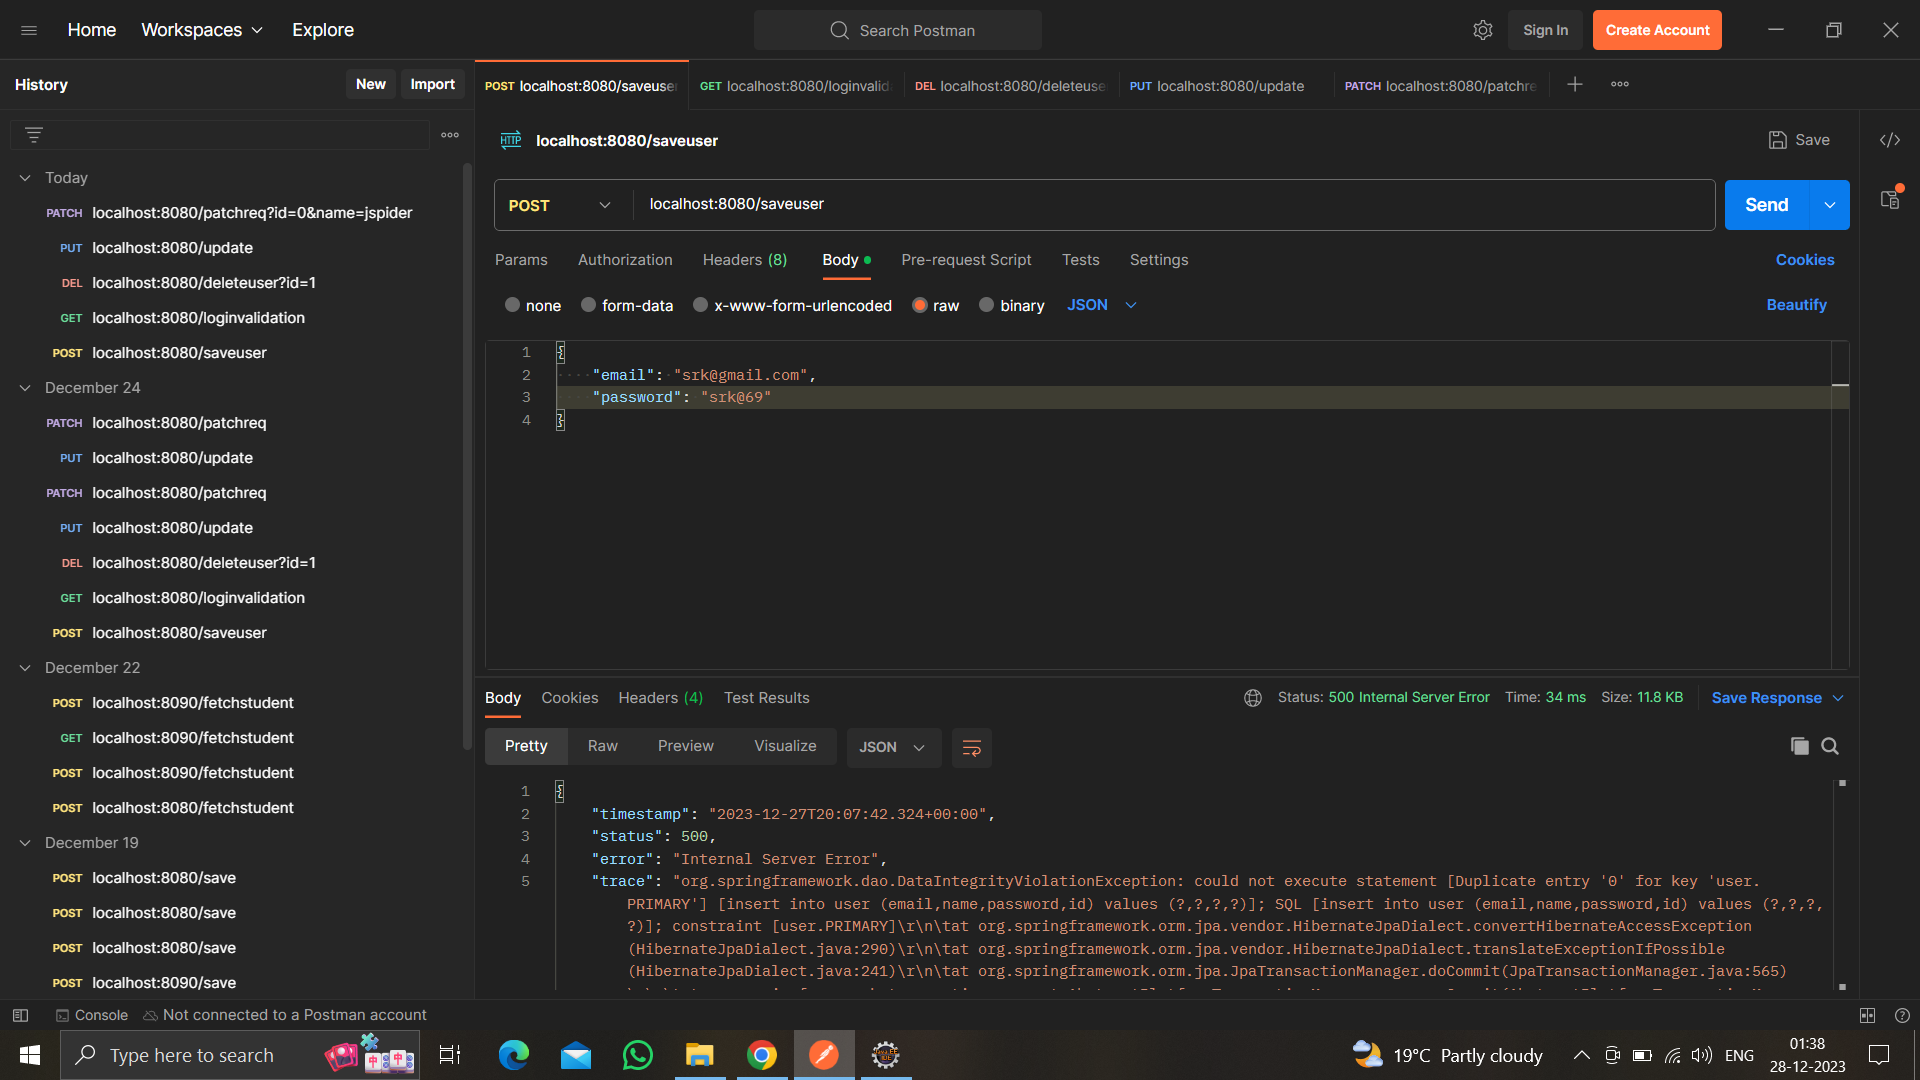 Home
Workspaces
Explore
Search Postman
Sign In
Create Account
History
New
Import
POST localhost:8080/saveuse
GET localhost:8080/loginvalid
DEL localhost:8080/deleteuse
PUT localhost:8080/update
PATCH localhost:8080/patchre
HTTP localhost:8080/saveuser
Save
Today
PATCH localhost:8080/patchreq?id=0&name=jspider
PUT localhost:8080/update
DEL localhost:8080/deleteuser?id=1
GET localhost:8080/loginvalidation
POST localhost:8080/saveuser
December 24
PATCH localhost:8080/patchreq
PUT localhost:8080/update
PATCH localhost:8080/patchreq
PUT localhost:8080/update
DEL localhost:8080/deleteuser?id=1
GET localhost:8080/loginvalidation
POST localhost:8080/saveuser
December 22
POST localhost:8090/fetchstudent
GET localhost:8090/fetchstudent
POST localhost:8090/fetchstudent
POST localhost:8080/fetchstudent
December 19
POST localhost:8080/save
POST localhost:8080/save
POST localhost:8080/save
POST localhost:8090/save
POST
localhost:8080/saveuser
Send
Params
Authorization
Headers (8)
Body
Pre-request Script
Tests
Settings
Cookies
none
form-data
x-www-form-urlencoded
raw
binary
JSON
Beautify
1 {
2 "email": "srk@gmail.com",
3 "password": "srk@69"
4 }
Body
Cookies
Headers (4)
Test Results
Status: 500 Internal Server Error
Time: 34 ms
Size: 11.8 KB
Save Response
Pretty
Raw
Preview
Visualize
JSON
1 {
2 "timestamp": "2023-12-27T20:07:42.324+00:00",
3 "status": 500,
4 "error": "Internal Server Error",
5 "trace": "org.springframework.dao.DataIntegrityViolationException: could not execute statement [Duplicate entry '0' for key 'user.
PRIMARY'] [insert into user (email,name,password,id) values (?,?,?,?)]; SQL [insert into user (email,name,password,id) values (?,?,?,
?)]; constraint [user.PRIMARY]\r\n\tat org.springframework.orm.jpa.vendor.HibernateJpaDialect.convertHibernateAccessException
(HibernateJpaDialect.java:290)\r\n\tat org.springframework.orm.jpa.vendor.HibernateJpaDialect.translateExceptionIfPossible
(HibernateJpaDialect.java:241)\r\n\tat org.springframework.orm.jpa.JpaTransactionManager.doCommit(JpaTransactionManager.java:565)
Console
Not connected to a Postman account
Type here to search
19°C Partly cloudy
ENG
01:38
28-12-2023